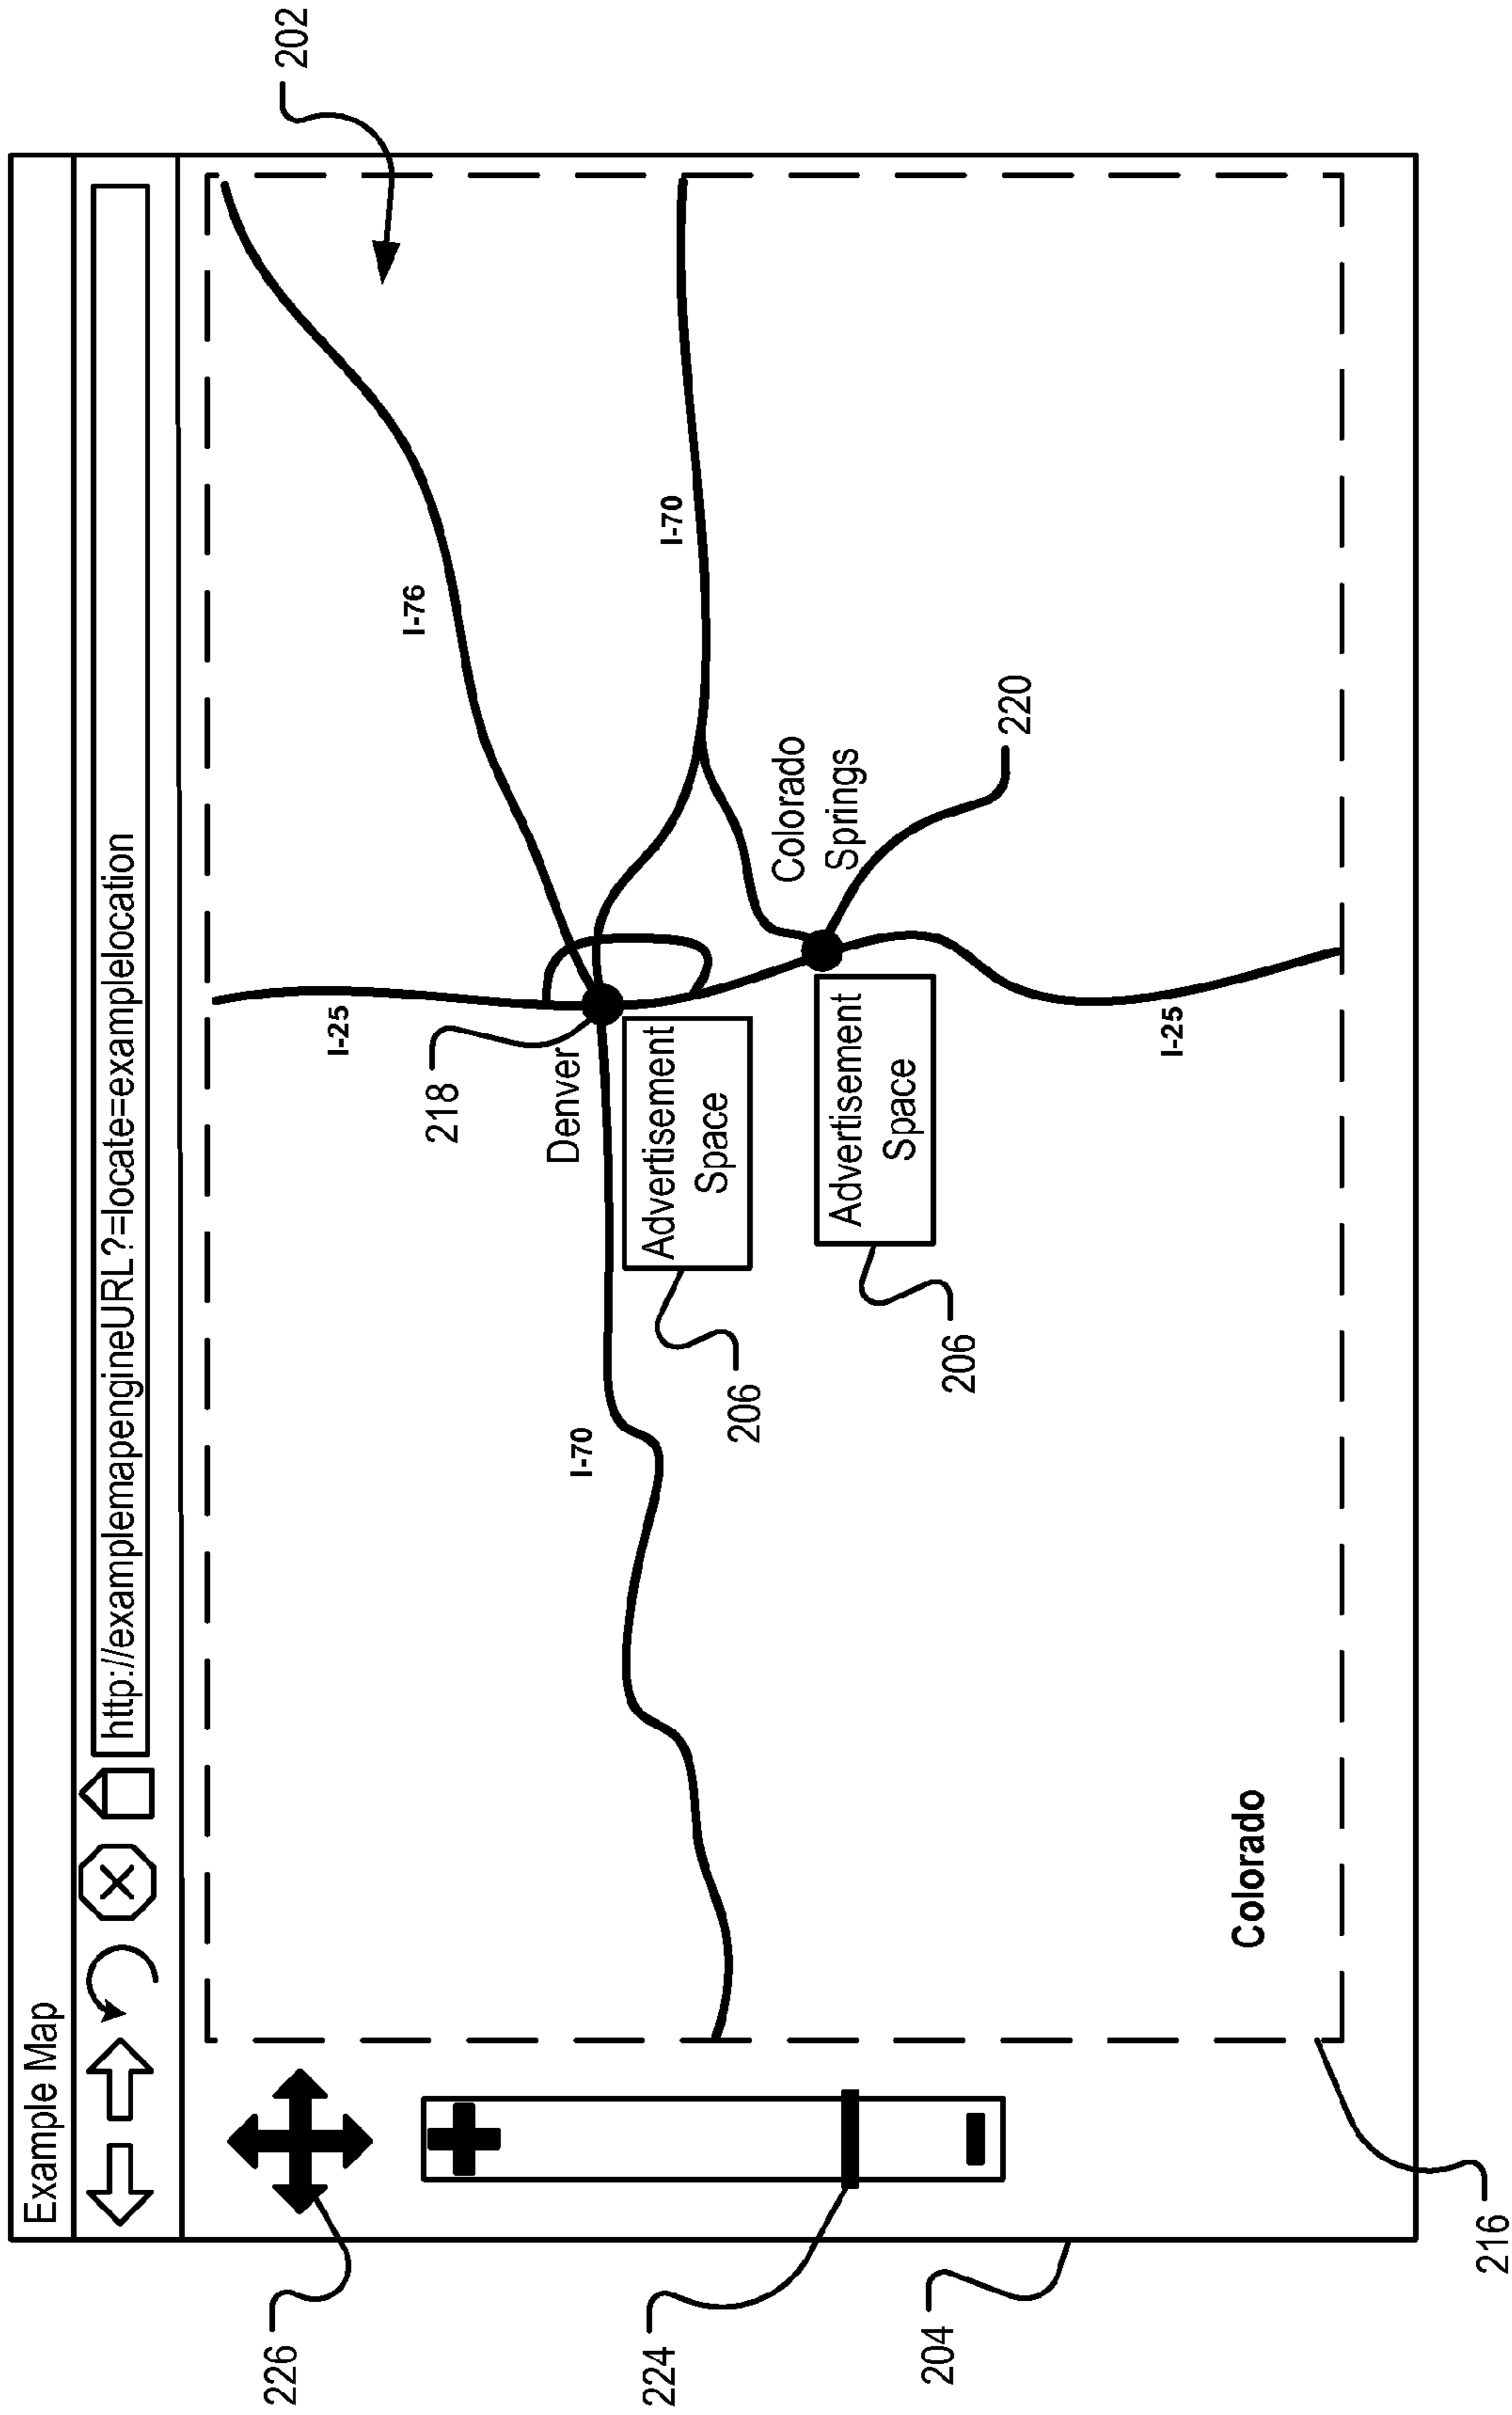 Example Map
http://examplemapengineURL?=locate=examplelocation
202
226
I-25
I-76
218
Denver
I-70
I-70
Advertisement
Space
206
Colorado
Springs
224
Advertisement
Space
206
220
204
I-25
Colorado
216